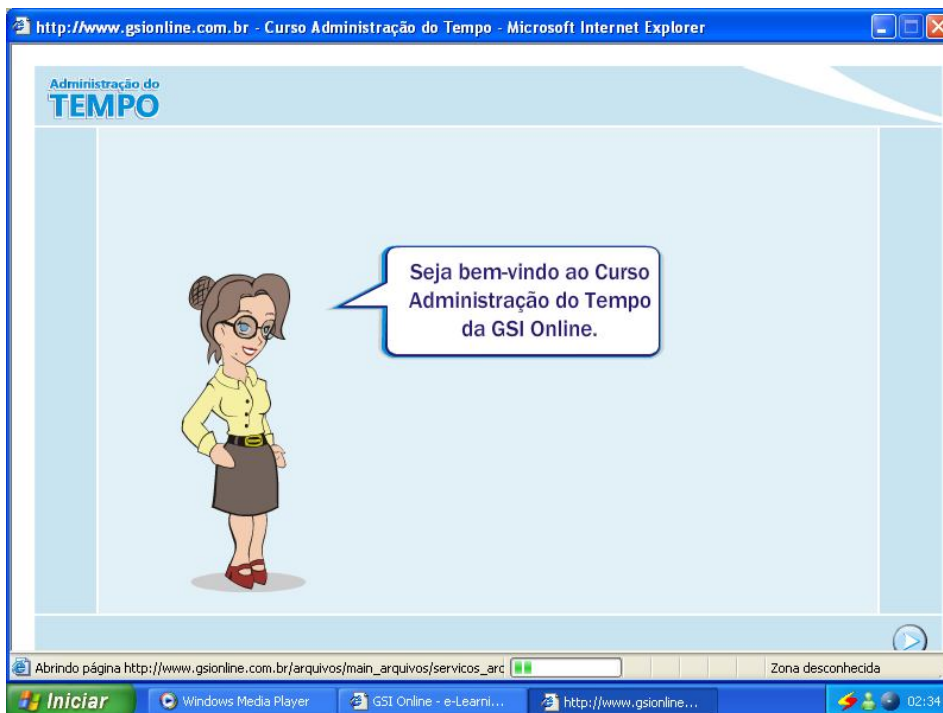 http://www.gsionline.com.br - Curso Administração do Tempo - Microsoft Internet Explorer
Administração do
TEMPO
Seja bem-vindo ao Curso
Administração do Tempo
da GSI Online.
Abrindo página http://www.gsionline.com.br/arquivos/main_arquivos/servicos_arc
Zona desconhecida
Iniciar
Windows Media Player
GSI Online - e-Learni...
http://www.gsionline...
02:34